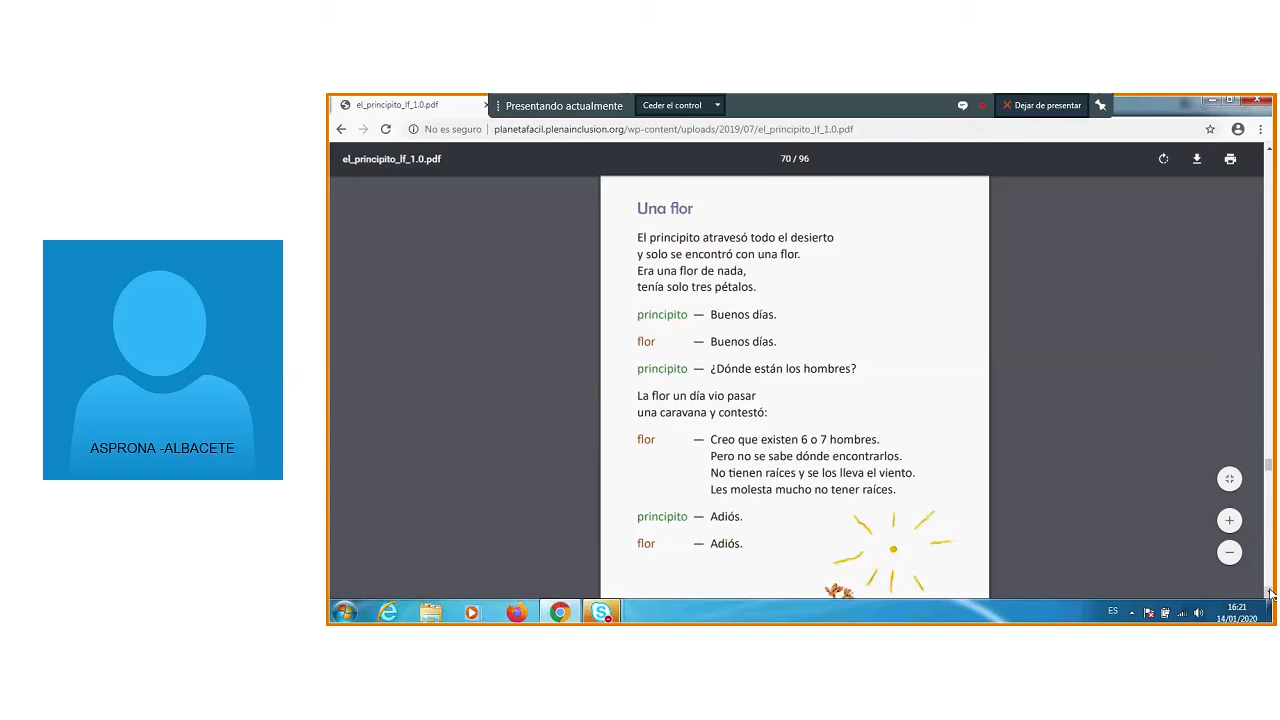 el_principito_lf_1.0.pdf
Presentando actualmente
Ceder el control
Dejar de presentar
No es seguro
planetafacil.plenainclusion.org/wp-content/uploads/2019/07/el_principito_lf_1.0.pdf
el_principito_lf_1.0.pdf
70 / 96
Una flor
El principito atravesó todo el desierto
y solo se encontró con una flor.
Era una flor de nada,
tenía solo tres pétalos.
principito — Buenos días.
flor — Buenos días.
principito — ¿Dónde están los hombres?
La flor un día vio pasar
una caravana y contestó:
flor — Creo que existen 6 o 7 hombres.
Pero no se sabe dónde encontrarlos.
No tienen raíces y se los lleva el viento.
Les molesta mucho no tener raíces.
principito — Adiós.
flor — Adiós.
ASPRONA -ALBACETE
ES
16:21
14/01/2020